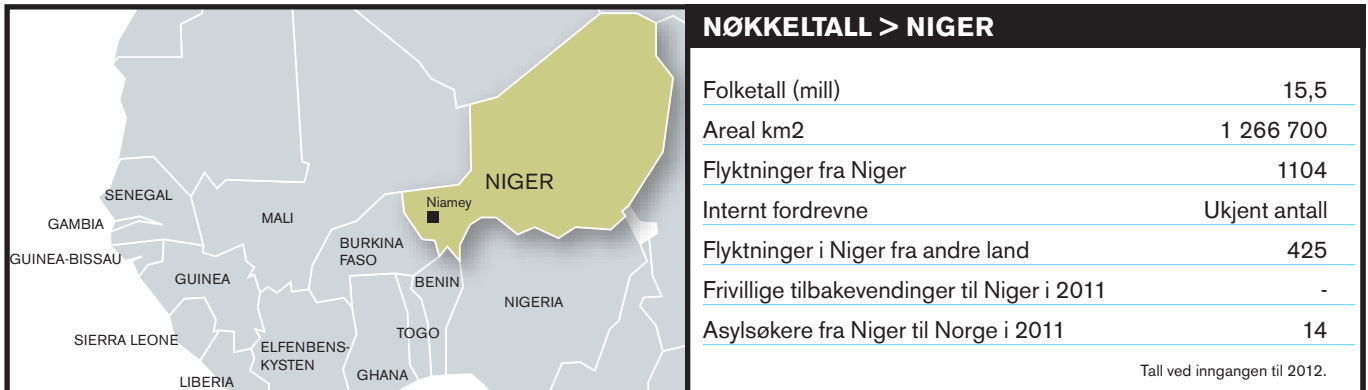 NIGER
Niamey
SENEGAL
MALI
GAMBIA
BURKINA
FASO
GUINEA-BISSAU
GUINEA
BENIN
NIGERIA
TOGO
SIERRA LEONE
ELFENBENS-
KYSTEN
GHANA
LIBERIA
NØKKELTALL > NIGER
Folketall (mill) 15,5
Areal km2 1 266 700
Flyktninger fra Niger 1104
Internt fordrevne Ukjent antall
Flyktninger i Niger fra andre land 425
Frivillige tilbakevendinger til Niger i 2011 -
Asylsøkere fra Niger til Norge i 2011 14
Tall ved inngangen til 2012.